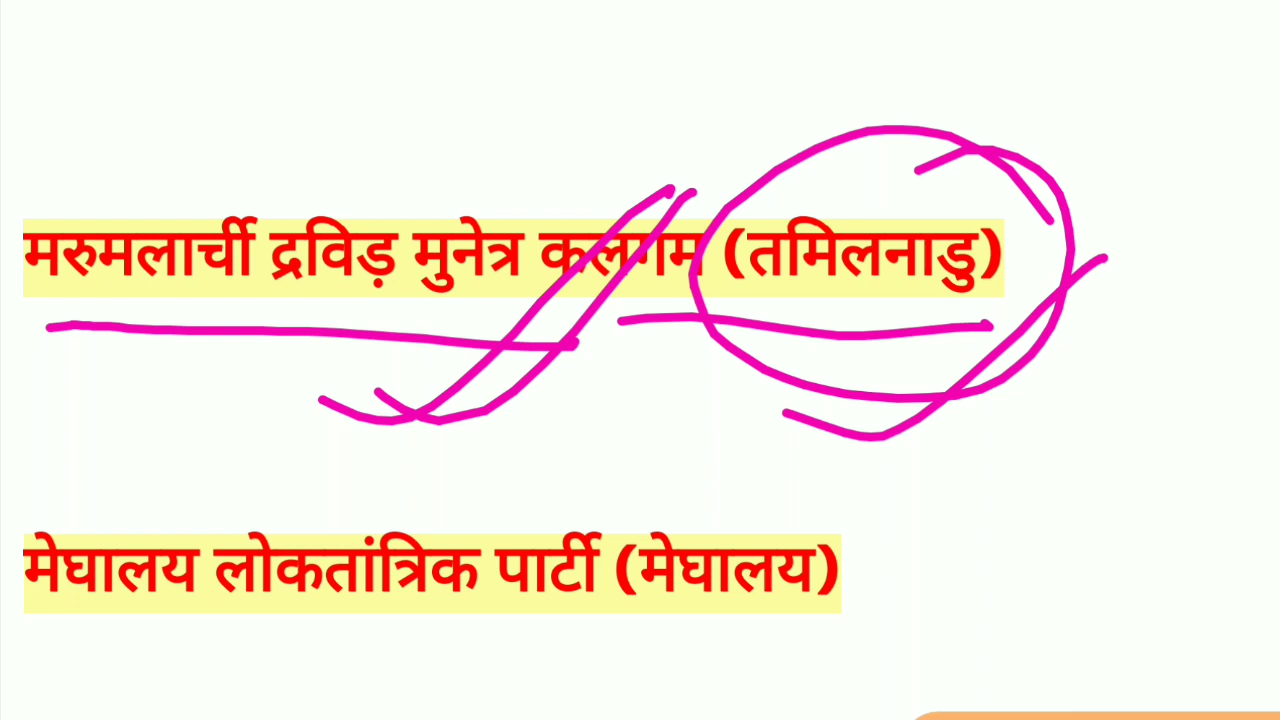 मरुमलार्ची द्रविड़ मुनेत्र कलगम (तमिलनाडु)
मेघालय लोकतांत्रिक पार्टी (मेघालय)